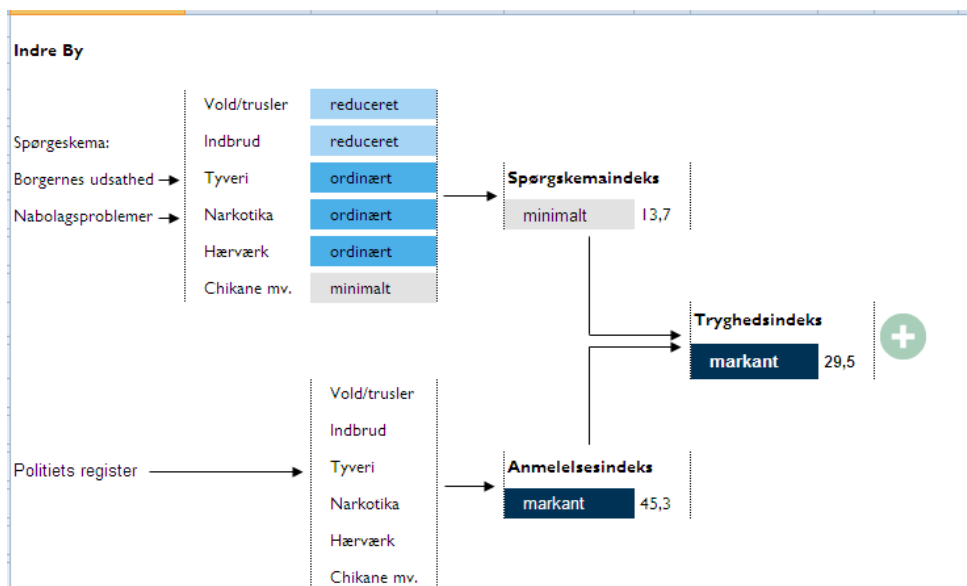 Indre By
Vold/trusler reduceret
Spørgeskema: Indbrud reduceret
Borgernes udsathed Tyveri ordinært
Nabolagsproblemer Narkotika ordinært
Hærværk ordinært
Chikane mv. minimalt
Spørgskemaindeks
minimalt 13,7
Tryghedsindeks
markant 29,5
Vold/trusler
Indbrud
Politiets register Tyveri
Narkotika
Hærværk
Chikane mv.
Anmelelsesindeks
markant 45,3